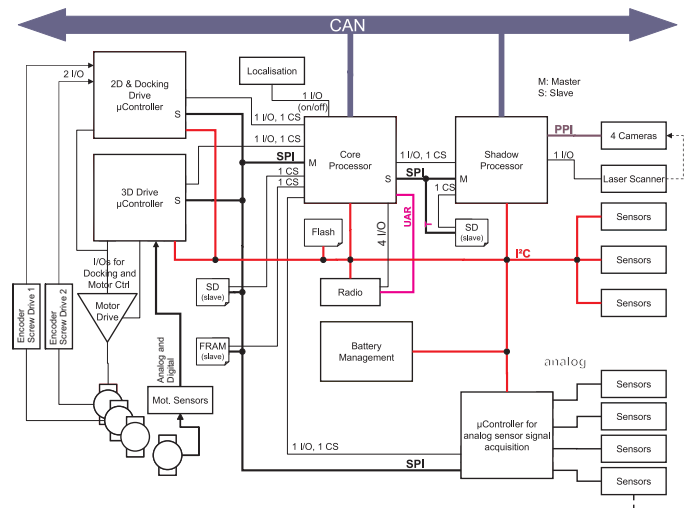 CAN
2D & Docking
Drive
µController
S
2 I/O
Localisation
1 I/O
(on/off)
M: Master
S: Slave
1 I/O, 1 CS
1 I/O, 1 CS
SPI
M
Core
Processor
S
1 I/O, 1 CS
SPI
1 CS
Shadow
Processor
PPI
4 Cameras
1 I/O
Laser Scanner
3D Drive
µController
S
1 CS
1 CS
UAR
SD
(slave)
Flash
4 I/O
I²C
Sensors
Sensors
Sensors
I/Os for
Docking and
Motor Ctrl
SD
(slave)
Radio
Encoder
Screw Drive 1
Encoder
Screw Drive 2
Motor
Drive
Analog and
Digital
FRAM
(slave)
Battery
Management
analog
Mot. Sensors
µController for
analog sensor signal
acquisition
Sensors
Sensors
Sensors
Sensors
1 I/O, 1 CS
SPI